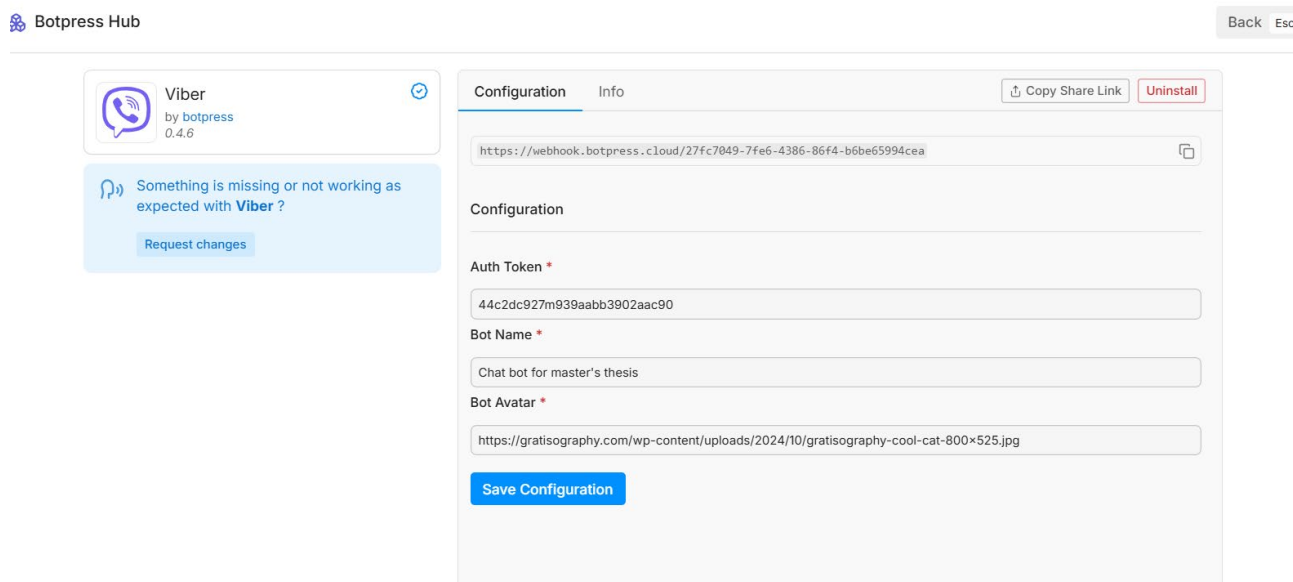 Botpress Hub
Back Esc
Viber
by botpress
0.4.6
Something is missing or not working as
expected with Viber ?
Request changes
Configuration Info
Copy Share Link Uninstall
https://webhook.botpress.cloud/27fc7049-7fe6-4386-86f4-b6be65994cea
Configuration
Auth Token *
44c2dc927m939aabb3902aac90
Bot Name *
Chat bot for master's thesis
Bot Avatar *
https://gratisography.com/wp-content/uploads/2024/10/gratisography-cool-cat-800×525.jpg
Save Configuration